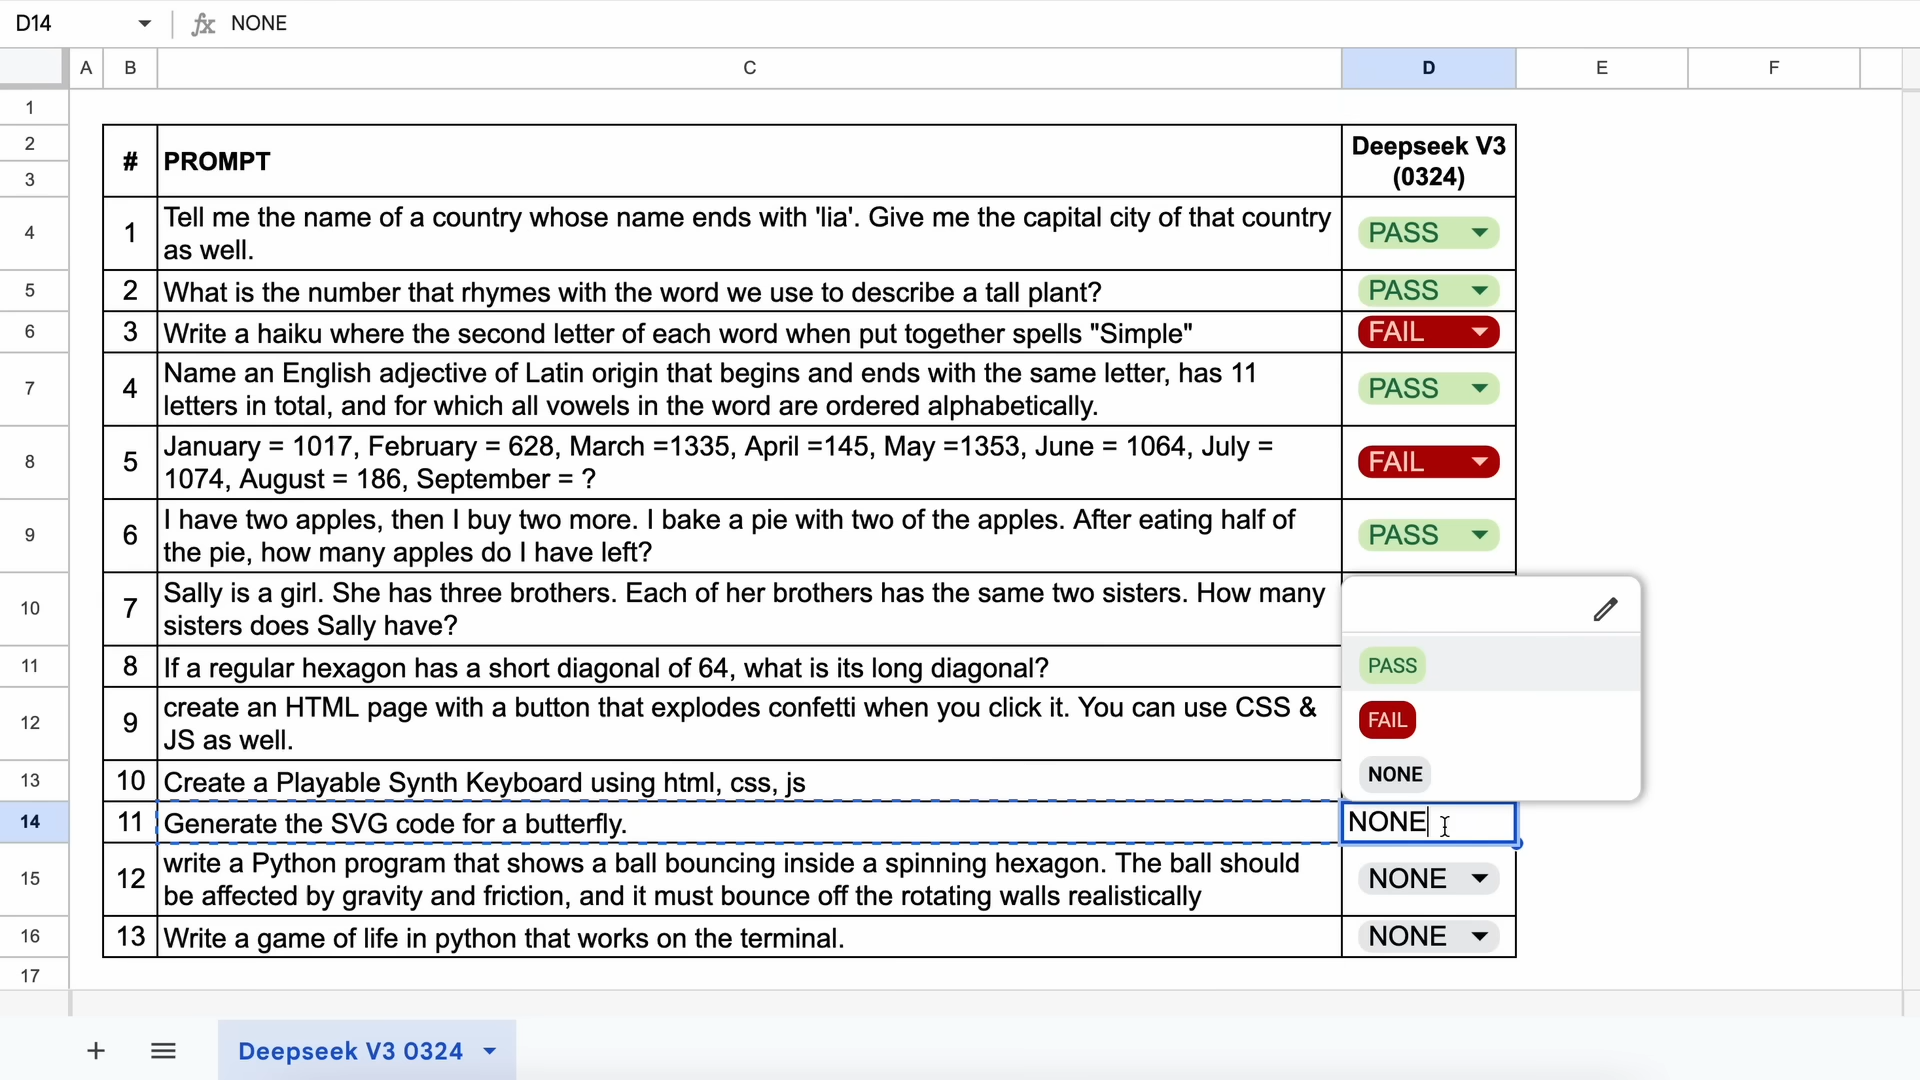 D14
fx NONE
A B C D E F
1
2
3
# PROMPT Deepseek V3
(0324)
4 1 Tell me the name of a country whose name ends with 'lia'. Give me the capital city of that country PASS
as well.
5 2 What is the number that rhymes with the word we use to describe a tall plant? PASS
6 3 Write a haiku where the second letter of each word when put together spells "Simple" FAIL
7 4 Name an English adjective of Latin origin that begins and ends with the same letter, has 11 PASS
letters in total, and for which all vowels in the word are ordered alphabetically.
8 5 January = 1017, February = 628, March =1335, April =145, May =1353, June = 1064, July = FAIL
1074, August = 186, September = ?
9 6 I have two apples, then I buy two more. I bake a pie with two of the apples. After eating half of PASS
the pie, how many apples do I have left?
10 7 Sally is a girl. She has three brothers. Each of her brothers has the same two sisters. How many
sisters does Sally have?
11 8 If a regular hexagon has a short diagonal of 64, what is its long diagonal? PASS
12 9 create an HTML page with a button that explodes confetti when you click it. You can use CSS & FAIL
JS as well.
13 10 Create a Playable Synth Keyboard using html, css, js NONE
14 11 Generate the SVG code for a butterfly. NONE
15 12 write a Python program that shows a ball bouncing inside a spinning hexagon. The ball should NONE
be affected by gravity and friction, and it must bounce off the rotating walls realistically
16 13 Write a game of life in python that works on the terminal. NONE
17
+ Deepseek V3 0324